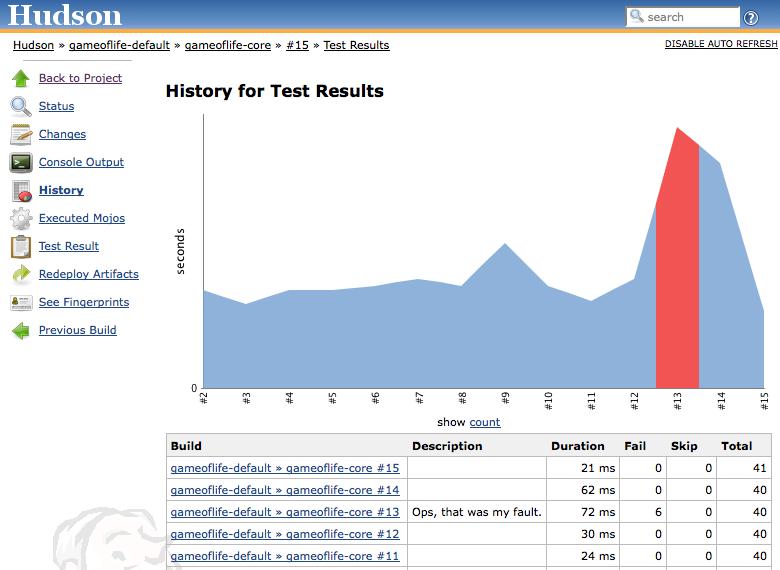 Hudson
search
Hudson » gameoflife-default » gameoflife-core » #15 » Test Results
DISABLE AUTO REFRESH
Back to Project
Status
Changes
Console Output
History
Executed Mojos
Test Result
Redeploy Artifacts
See Fingerprints
Previous Build
History for Test Results
seconds
0
#2 #3 #4 #5 #6 #7 #8 #9 #10 #11 #12 #13 #14 #15
show count
Build Description Duration Fail Skip Total
gameoflife-default » gameoflife-core #15 21 ms 0 0 41
gameoflife-default » gameoflife-core #14 62 ms 0 0 40
gameoflife-default » gameoflife-core #13 Ops, that was my fault. 72 ms 6 0 40
gameoflife-default » gameoflife-core #12 30 ms 0 0 40
gameoflife-default » gameoflife-core #11 24 ms 0 0 40